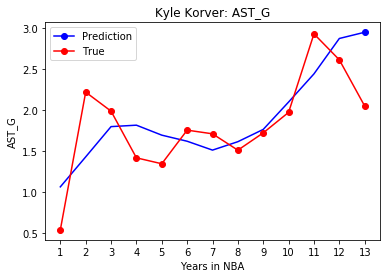 Kyle Korver: AST_G
Prediction
True
AST_G
3.0
2.5
2.0
1.5
1.0
0.5
1 2 3 4 5 6 7 8 9 10 11 12 13
Years in NBA